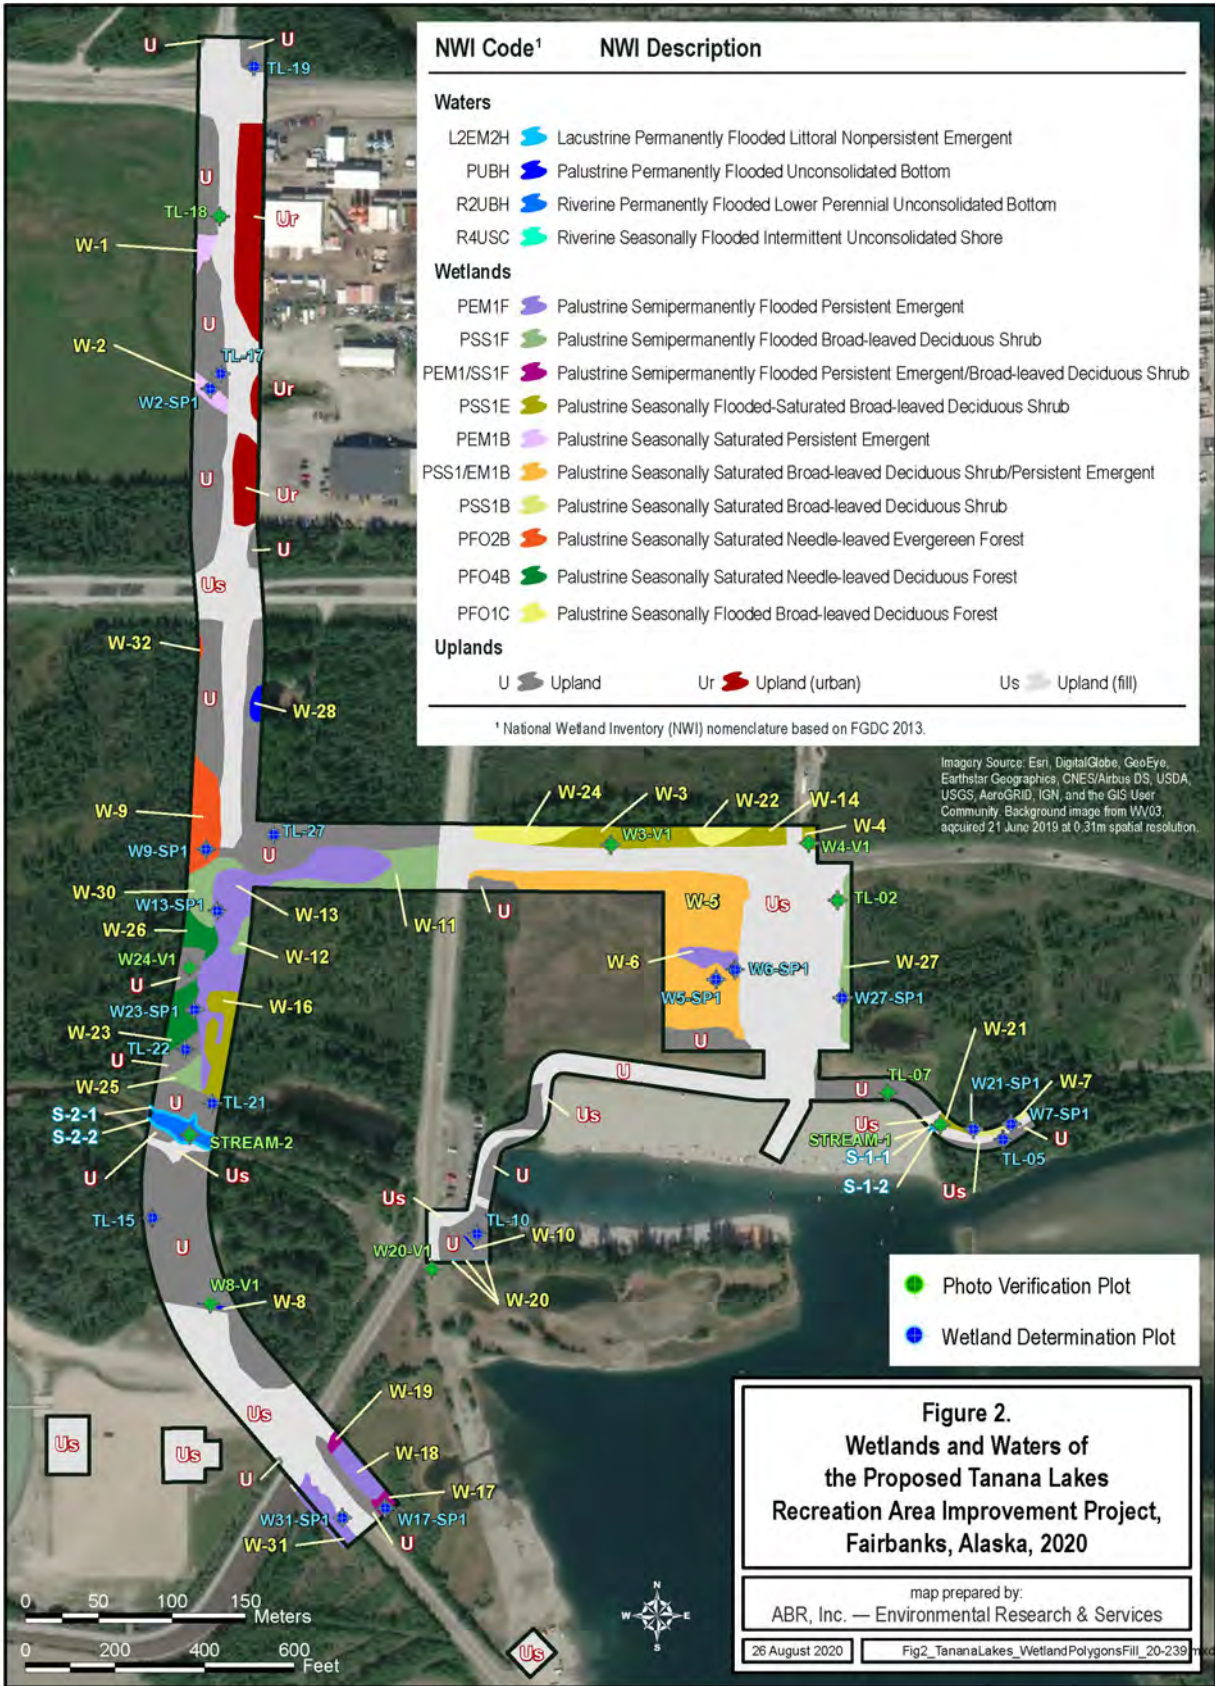 NWI Code¹ NWI Description
Waters
L2EM2H Lacustrine Permanently Flooded Littoral Nonpersistent Emergent
PUBH Palustrine Permanently Flooded Unconsolidated Bottom
R2UBH Riverine Permanently Flooded Lower Perennial Unconsolidated Bottom
R4USC Riverine Seasonally Flooded Intermittent Unconsolidated Shore
Wetlands
PEM1F Palustrine Semipermanently Flooded Persistent Emergent
PSS1F Palustrine Semipermanently Flooded Broad-leaved Deciduous Shrub
PEM1/SS1F Palustrine Semipermanently Flooded Persistent Emergent/Broad-leaved Deciduous Shrub
PSS1E Palustrine Seasonally Flooded-Saturated Broad-leaved Deciduous Shrub
PEM1B Palustrine Seasonally Saturated Persistent Emergent
PSS1/EM1B Palustrine Seasonally Saturated Broad-leaved Deciduous Shrub/Persistent Emergent
PSS1B Palustrine Seasonally Saturated Broad-leaved Deciduous Shrub
PFO2B Palustrine Seasonally Saturated Needle-leaved Evergereen Forest
PFO4B Palustrine Seasonally Saturated Needle-leaved Deciduous Forest
PFO1C Palustrine Seasonally Flooded Broad-leaved Deciduous Forest
Uplands
U Upland Ur Upland (urban) Us Upland (fill)
¹ National Wetland Inventory (NWI) nomenclature based on FGDC 2013.
Imagery Source: Esri, DigitalGlobe, GeoEye,
Earthstar Geographics, CNES/Airbus DS, USDA,
USGS, AeroGRID, IGN, and the GIS User
Community. Background image from WV03,
aqcuired 21 June 2019 at 0.31m spatial resolution.
U U
TL-19
U
TL-18 Ur
W-1
U
W-2 TL-17
W2-SP1 Ur
U Ur
U
Us
W-32
U
W-28
W-9
TL-27
W9-SP1 U
W-30
W13-SP1 W-13
W-26 W-11
W24-V1 W-12
U
W23-SP1 W-16
W-23
TL-22
U
W-25
U TL-21
S-2-1
S-2-2 STREAM-2
U Us
TL-15
U
W8-V1
W-8
W-24 W-3 W-22 W-14
W3-V1 W-4
W4-V1
U W-5 Us TL-02
W-6 W6-SP1 W-27
W5-SP1 W27-SP1
U
W-21
U U TL-07 W21-SP1 W-7
Us Us W7-SP1
STREAM-1 U
S-1-1 TL-05
S-1-2 Us
U
Us
TL-10
U W-10
W20-V1
W-20
W-19
Us
W-18
Us Us
U
W-17
W31-SP1 W17-SP1
W-31 U
Us
0 50 100 150
Meters
0 200 400 600
Feet
N
W E
S
Photo Verification Plot
Wetland Determination Plot
Figure 2.
Wetlands and Waters of
the Proposed Tanana Lakes
Recreation Area Improvement Project,
Fairbanks, Alaska, 2020
map prepared by:
ABR, Inc. — Environmental Research & Services
26 August 2020 Fig2_TananaLakes_WetlandPolygonsFill_20-239.mxd